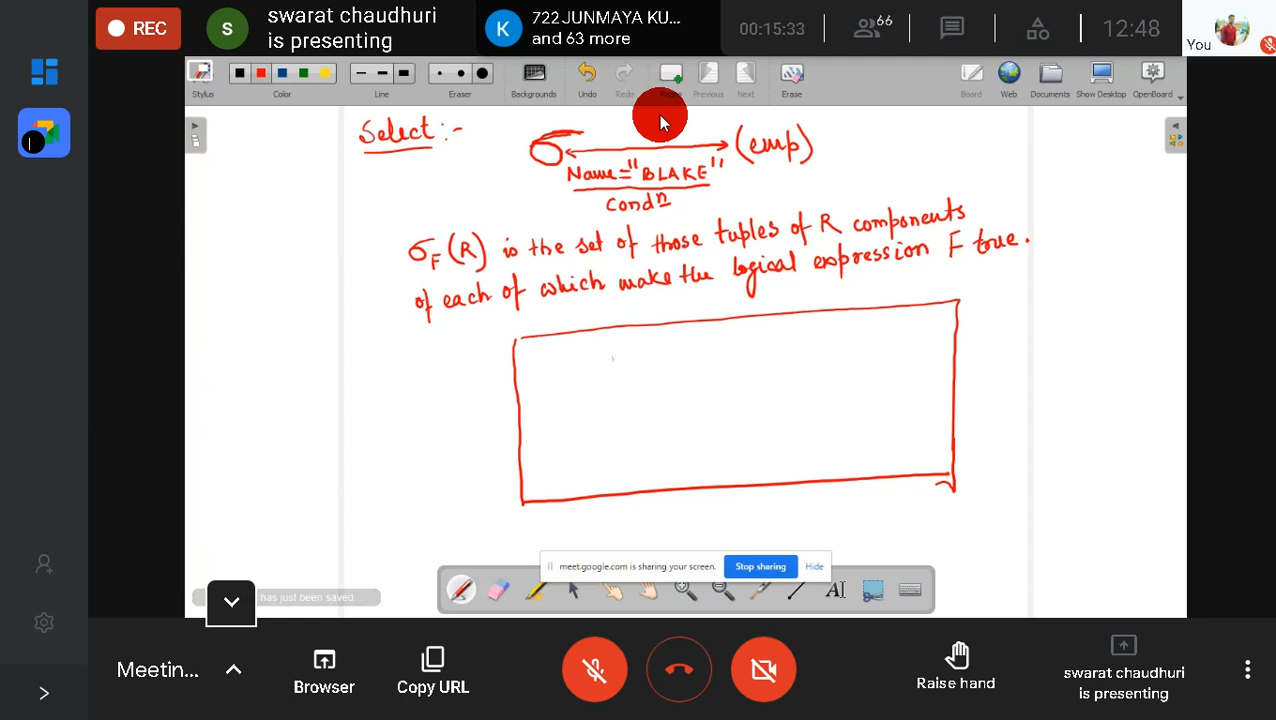 REC
S
swarat chaudhuri
is presenting
K
722JUNMAYA KU...
and 63 more
00:15:33
66
12:48
You
Stylus
Color
Line
Eraser
Backgrounds
Undo
Redo
Pages
Previous
Next
Erase
Board
Web
Documents
Show Desktop
OpenBoard
Select :-
σ
Name="BLAKE"
(emp)
Condn
σF(R) is the set of those tuples of R components
of each of which make the logical expression F true.
meet.google.com is sharing your screen.
Stop sharing
Hide
has just been saved...
Meetin...
Browser
Copy URL
Raise hand
swarat chaudhuri
is presenting